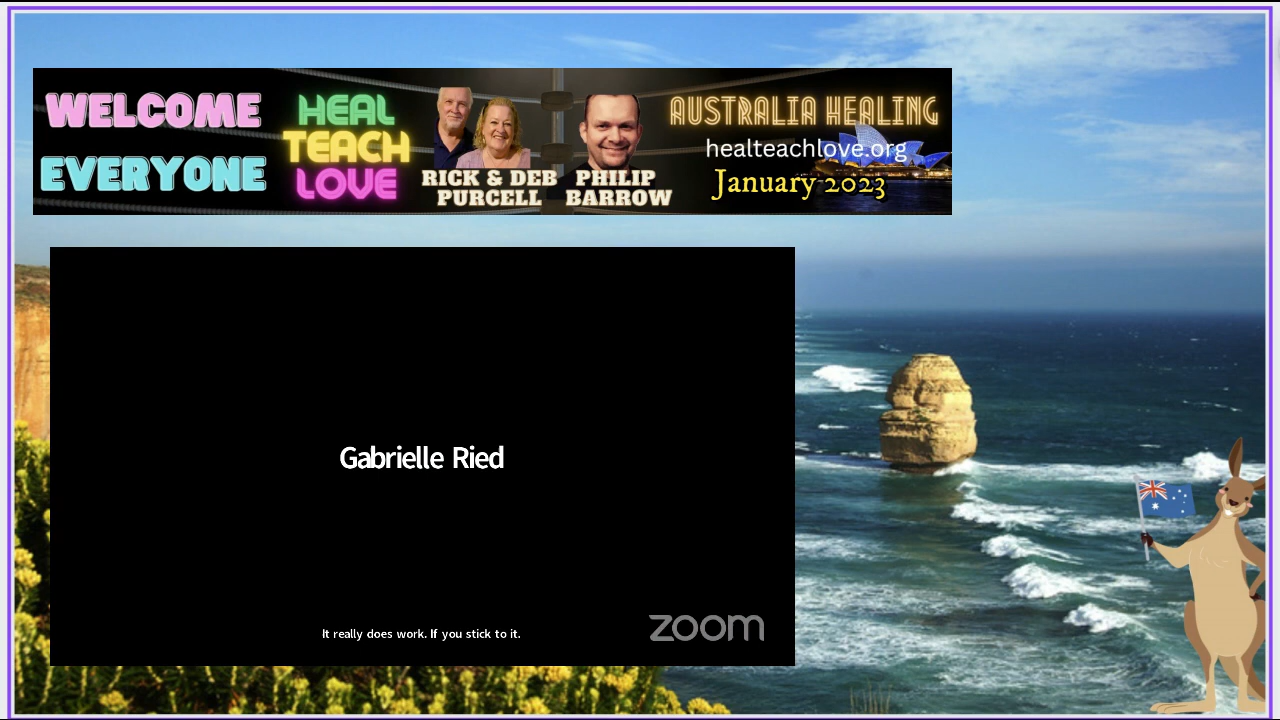 WELCOME
EVERYONE
HEAL
TEACH
LOVE
RICK & DEB
PURCELL
PHILIP
BARROW
AUSTRALIA HEALING
healteachlove.org
January 2023
Gabrielle Ried
It really does work. If you stick to it.
zoom